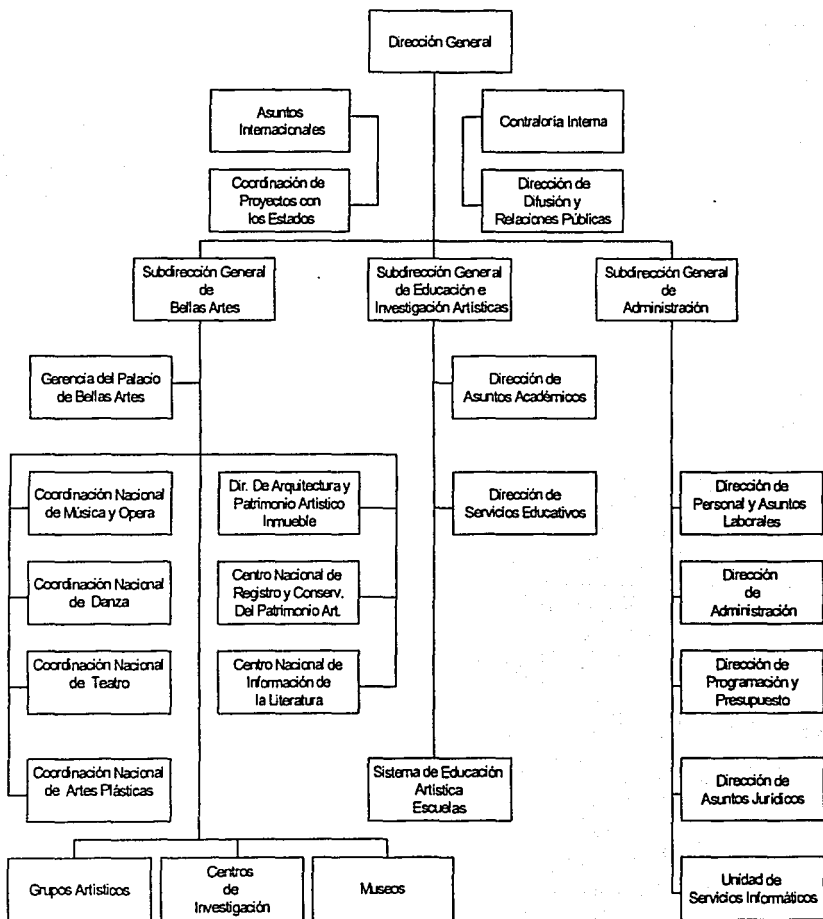 Dirección General
Asuntos
Internacionales
Contraloría Interna
Coordinación de
Proyectos con
los Estados
Dirección de
Difusión y
Relaciones Públicas
Subdirección General
de
Bellas Artes
Subdirección General
de Educación e
Investigación Artísticas
Subdirección General
de
Administración
Gerencia del Palacio
de Bellas Artes
Dirección de
Asuntos Académicos
Coordinación Nacional
de Música y Opera
Dir. De Arquitectura y
Patrimonio Artístico
Inmueble
Dirección de
Servicios Educativos
Dirección de
Personal y Asuntos
Laborales
Coordinación Nacional
de Danza
Centro Nacional de
Registro y Conserv.
Del Patrimonio Art.
Dirección
de
Administración
Coordinación Nacional
de Teatro
Centro Nacional de
Información de
la Literatura
Dirección de
Programación y
Presupuesto
Coordinación Nacional
de Artes Plásticas
Sistema de Educación
Artística
Escuelas
Dirección de
Asuntos Jurídicos
Grupos Artísticos
Centros
de
Investigación
Museos
Unidad de
Servicios Informáticos